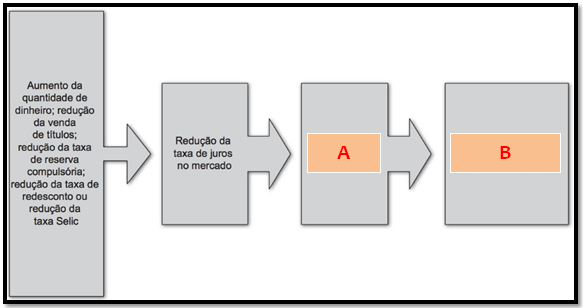 Aumento da
quantidade de
dinheiro; redução
da venda
de títulos;
redução da taxa
de reserva
compulsória;
redução da taxa de
redesconto ou
redução da
taxa Selic
Redução da
taxa de juros
no mercado
A
B